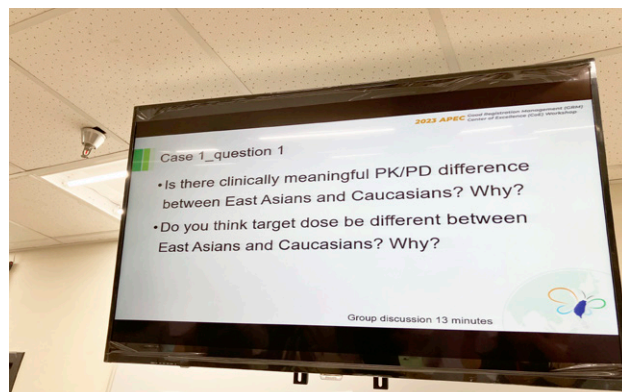 2023 APEC Good Registration Management (GRM)
Center of Excellence (CoE) Workshop
Case 1_question 1
•Is there clinically meaningful PK/PD difference
between East Asians and Caucasians? Why?
•Do you think target dose be different between
East Asians and Caucasians? Why?
Group discussion 13 minutes